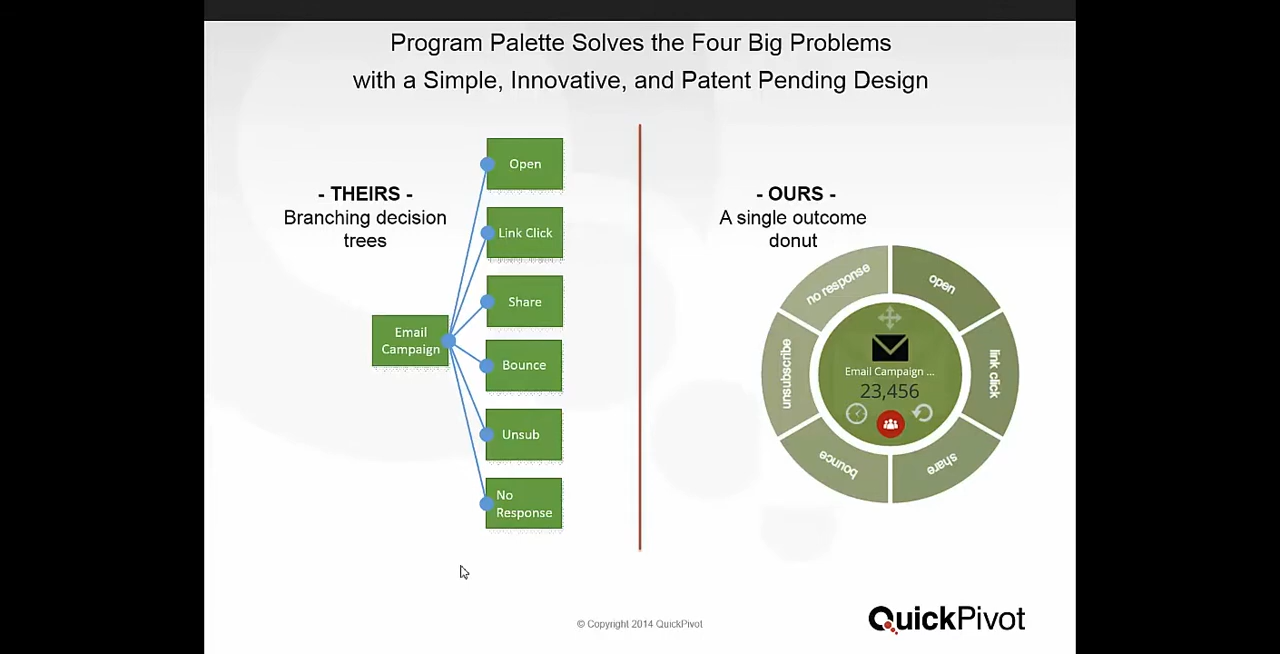 Program Palette Solves the Four Big Problems
with a Simple, Innovative, and Patent Pending Design
- THEIRS -
Branching decision
trees
Email
Campaign
Open
Link Click
Share
Bounce
Unsub
No
Response
- OURS -
A single outcome
donut
no response
open
link click
share
bounce
unsubscribe
Email Campaign ...
23,456
© Copyright 2014 QuickPivot
QuickPivot